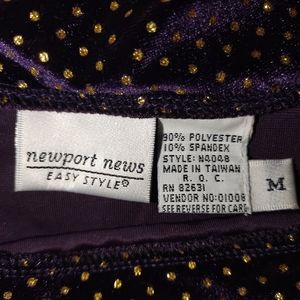 newport news
EASY STYLE®
90% POLYESTER
10% SPANDEX
STYLE: N4048
MADE IN TAIWAN
R. O. C.
RN 82631
VENDOR NO:01008
SEE REVERSE FOR CARE
M